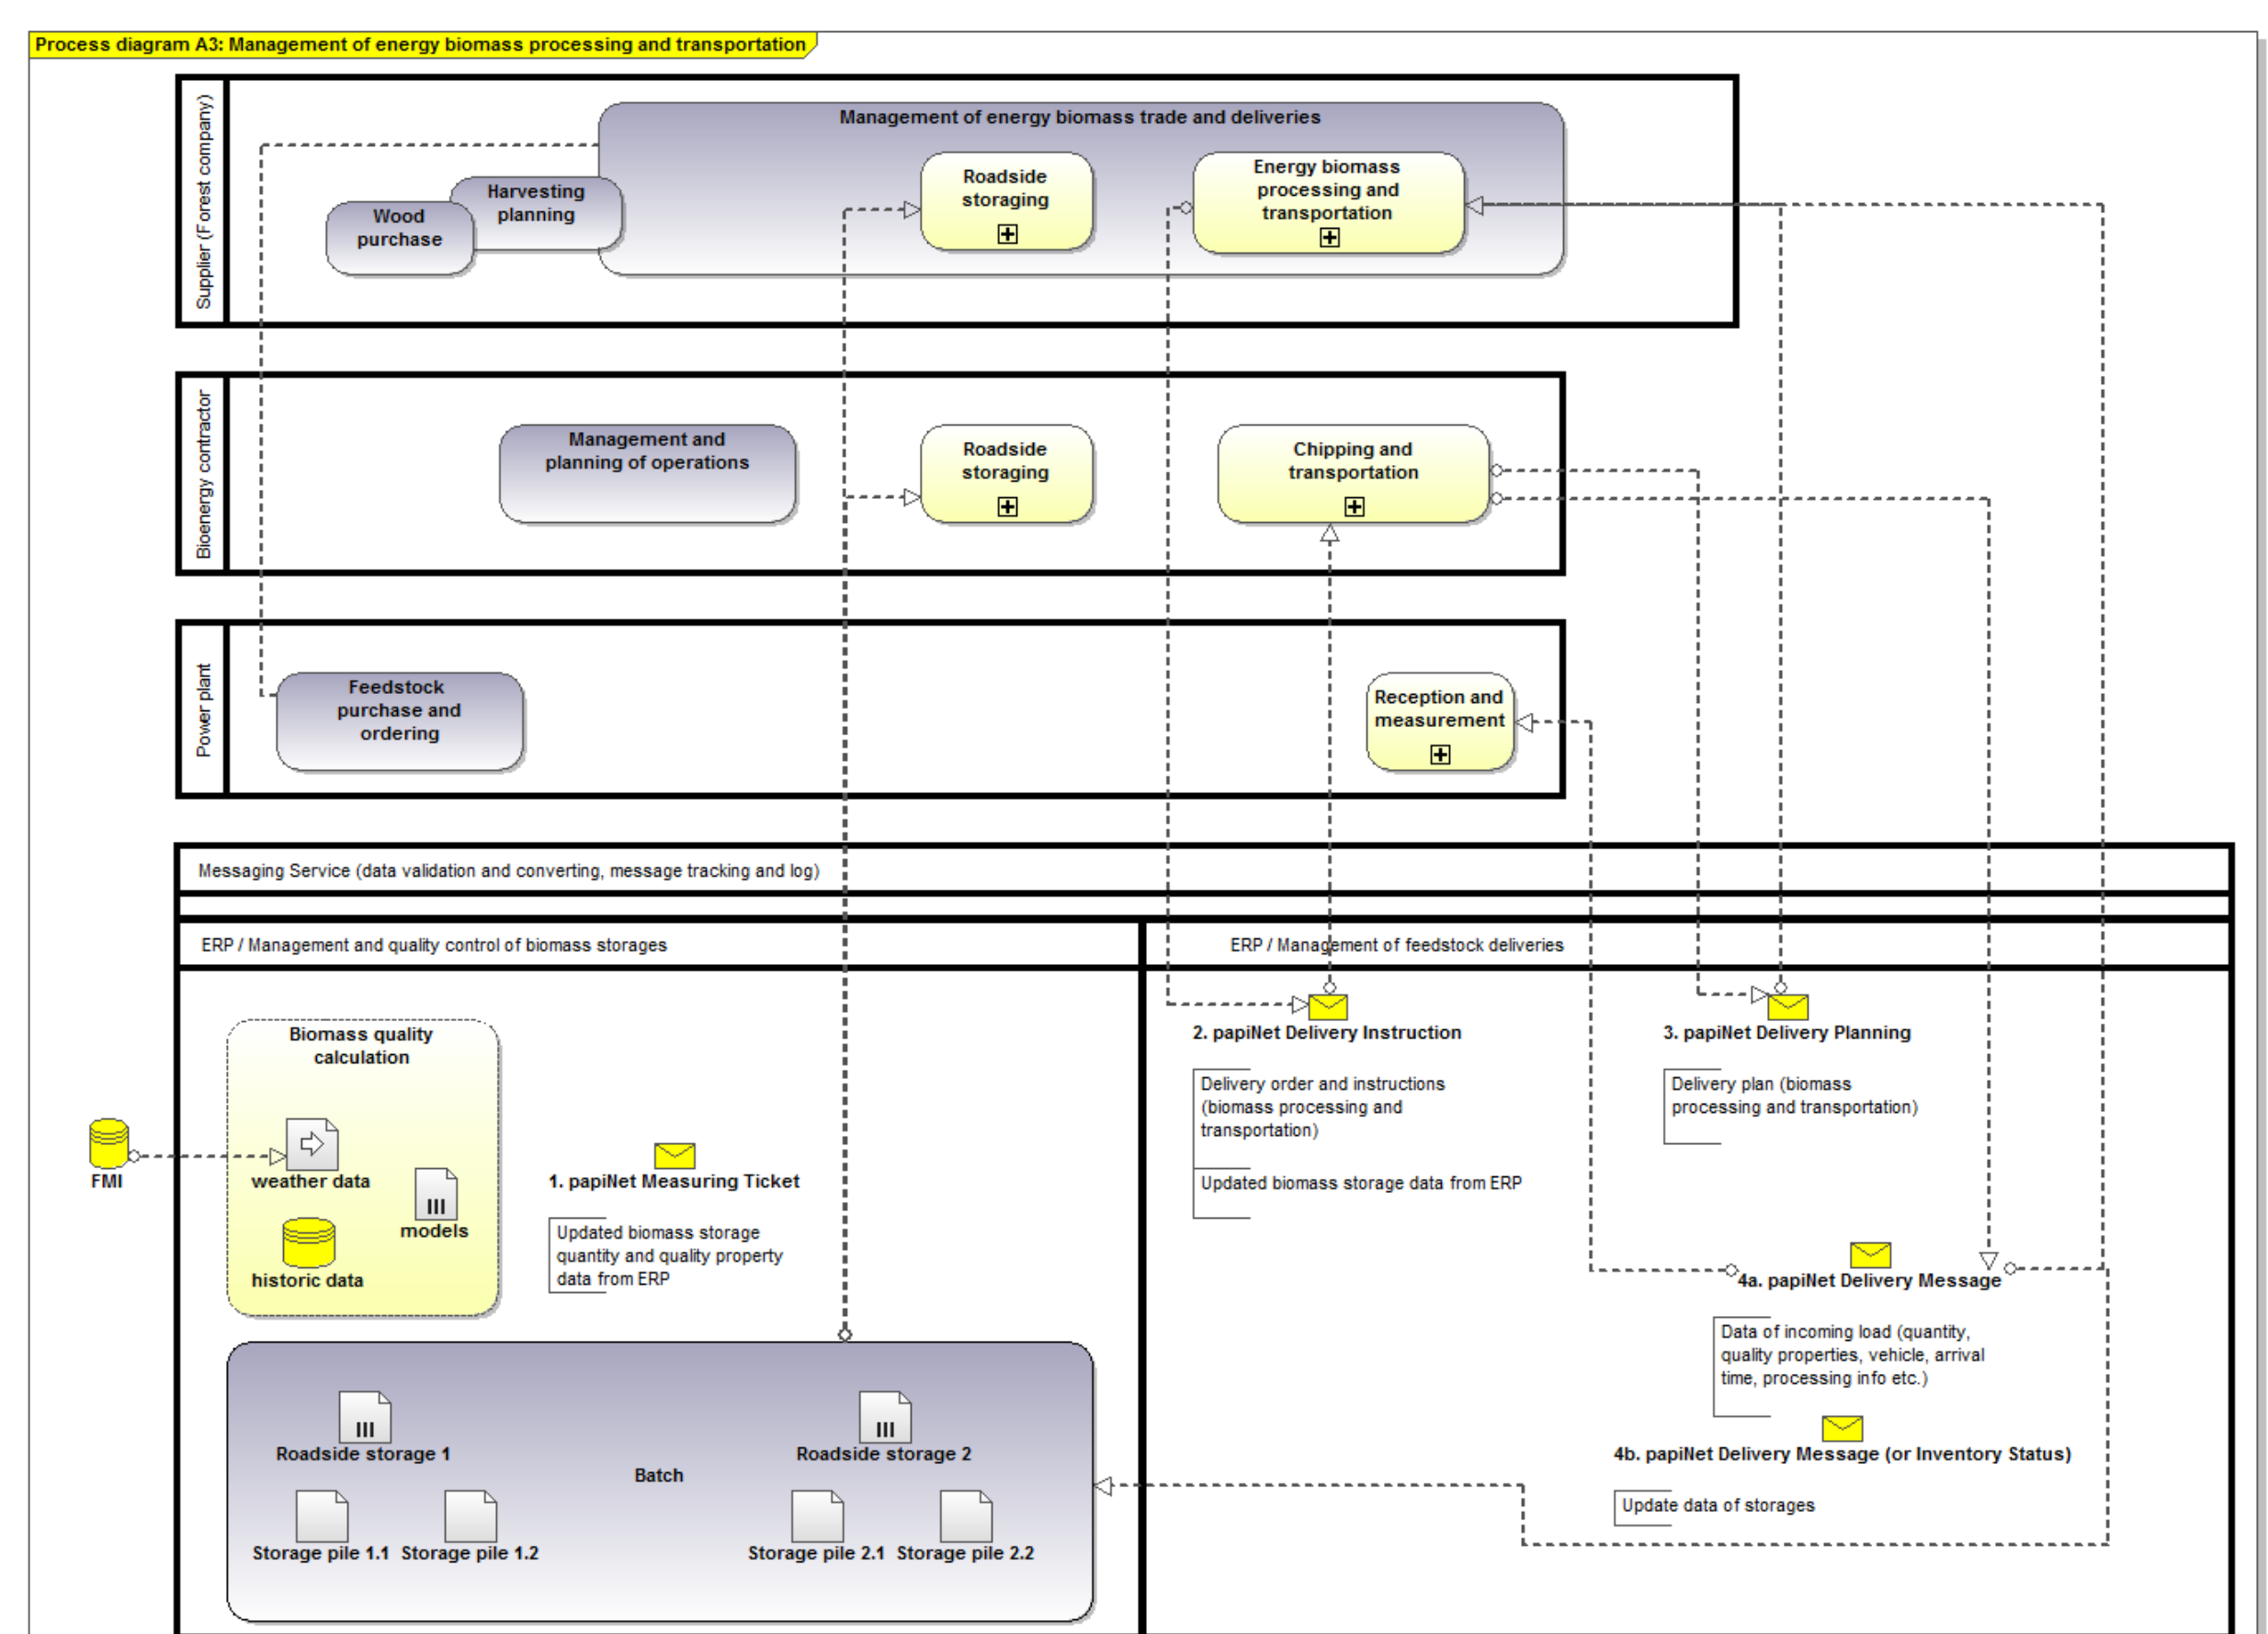 Process diagram A3: Management of energy biomass processing and transportation
Supplier (Forest company)
Management of energy biomass trade and deliveries
Wood
purchase
Harvesting
planning
Roadside
storaging
Energy biomass
processing and
transportation
Bioenergy contractor
Management and
planning of operations
Roadside
storaging
Chipping and
transportation
Power plant
Feedstock
purchase and
ordering
Reception and
measurement
Messaging Service (data validation and converting, message tracking and log)
ERP / Management and quality control of biomass storages
ERP / Management of feedstock deliveries
Biomass quality
calculation
FMI
weather data
models
historic data
1. papiNet Measuring Ticket
Updated biomass storage
quantity and quality property
data from ERP
2. papiNet Delivery Instruction
Delivery order and instructions
(biomass processing and
transportation)
Updated biomass storage data from ERP
3. papiNet Delivery Planning
Delivery plan (biomass
processing and transportation)
4a. papiNet Delivery Message
Data of incoming load (quantity,
quality properties, vehicle, arrival
time, processing info etc.)
4b. papiNet Delivery Message (or Inventory Status)
Update data of storages
Roadside storage 1
Roadside storage 2
Batch
Storage pile 1.1
Storage pile 1.2
Storage pile 2.1
Storage pile 2.2